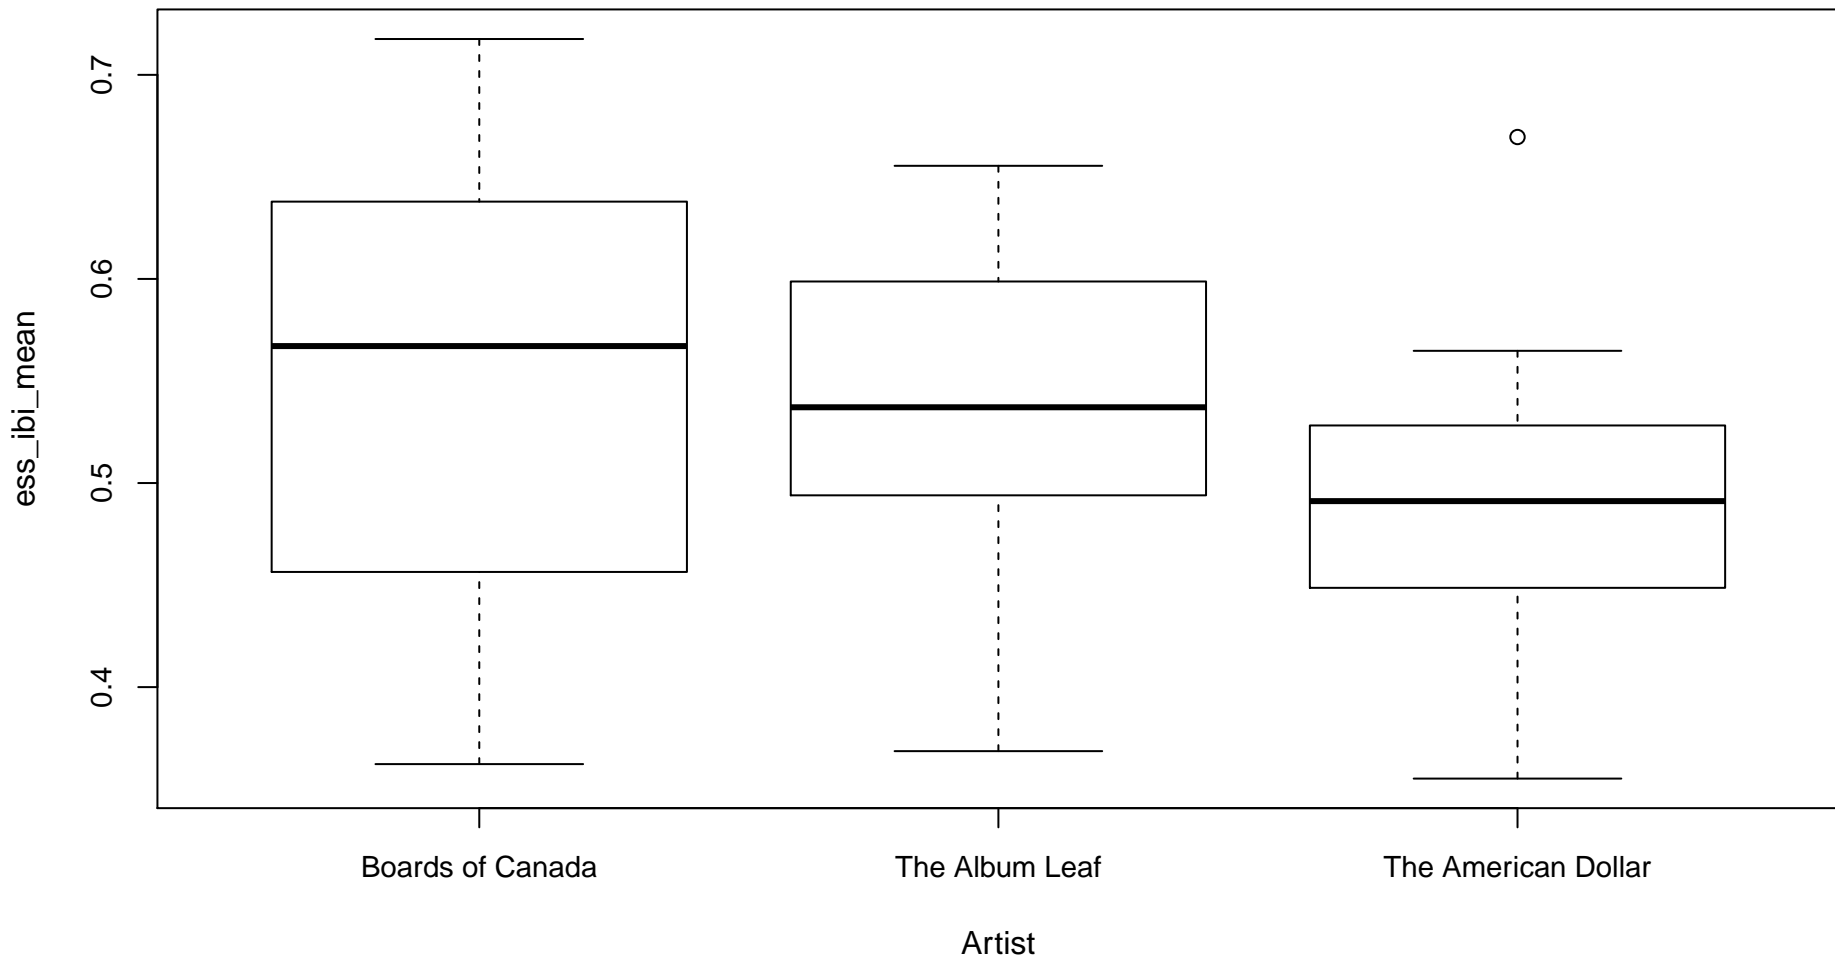 0.7
0.6
0.5
0.4
ess_ibi_mean
Boards of Canada
The Album Leaf
The American Dollar
Artist